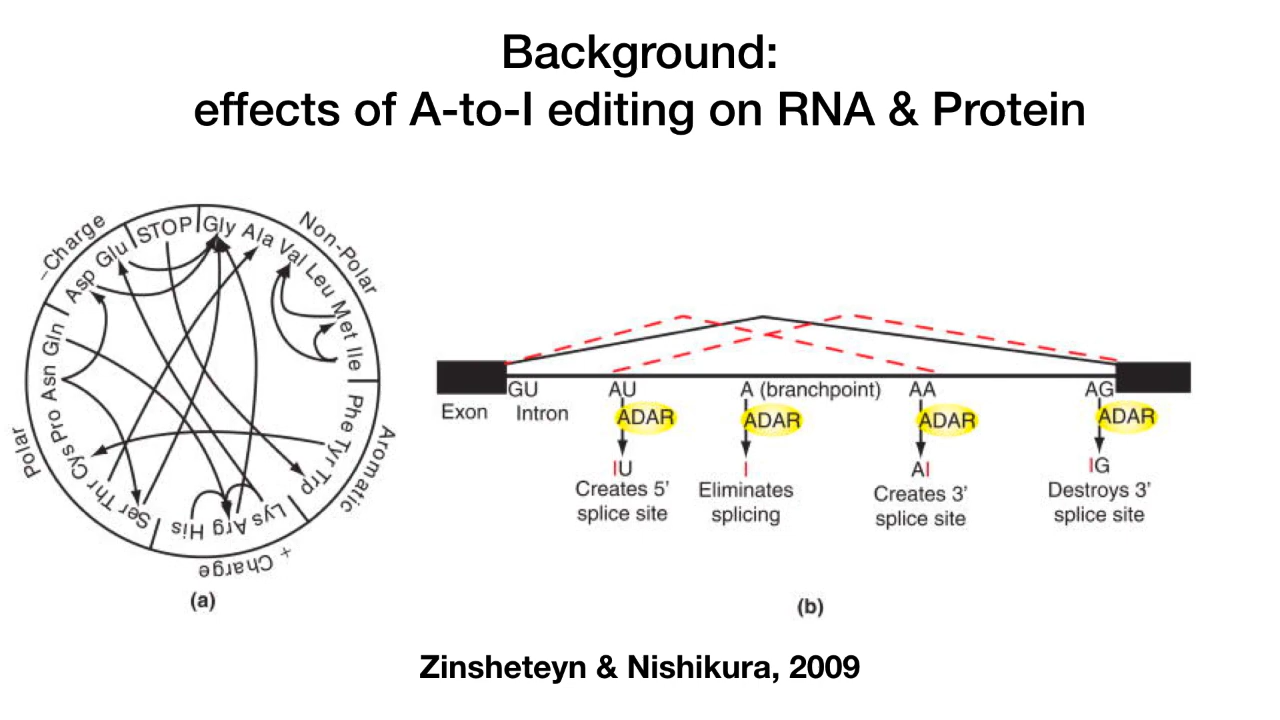 Background:
effects of A-to-I editing on RNA & Protein
–Charge
STOP
Gly Ala Val Leu Met Ile
Non-Polar
Asp Glu
Asn Gln
Polar
Ser Thr Cys Pro
His Arg Lys
+ Charge
Phe Tyr Trp
Aromatic
(a)
GU
AU
A (branchpoint)
AA
AG
Exon
Intron
ADAR
ADAR
ADAR
ADAR
IU
I
AI
IG
Creates 5’
splice site
Eliminates
splicing
Creates 3’
splice site
Destroys 3’
splice site
(b)
Zinsheteyn & Nishikura, 2009